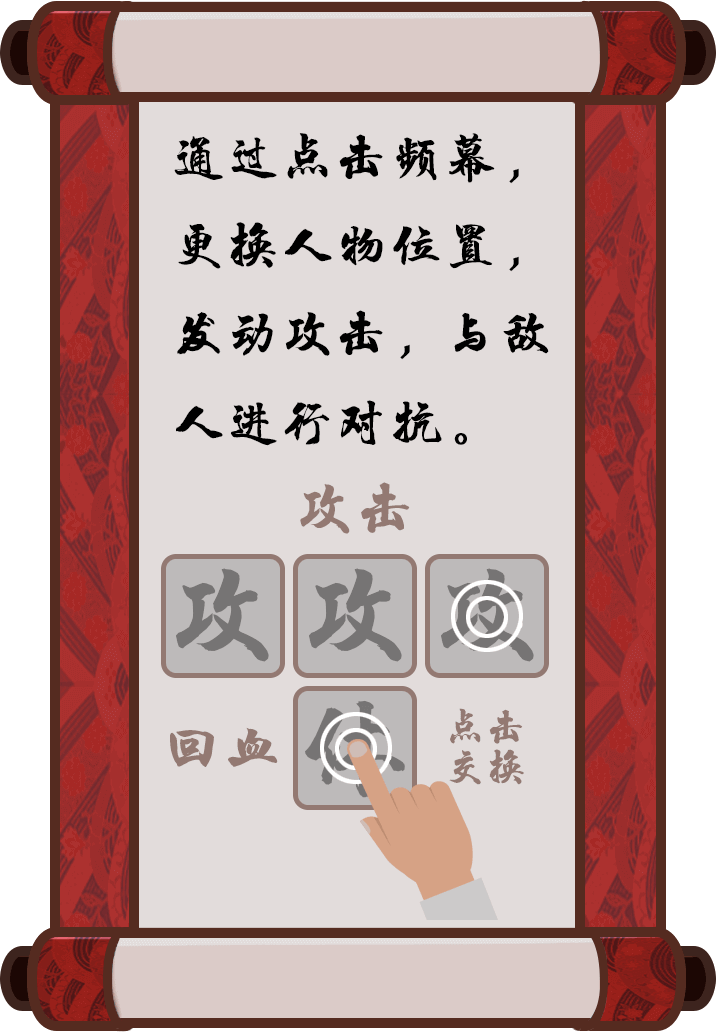 通过点击频幕，
更换人物位置，
发动攻击，与敌
人进行对抗。
攻击
攻 攻 攻
回血
点击
交换